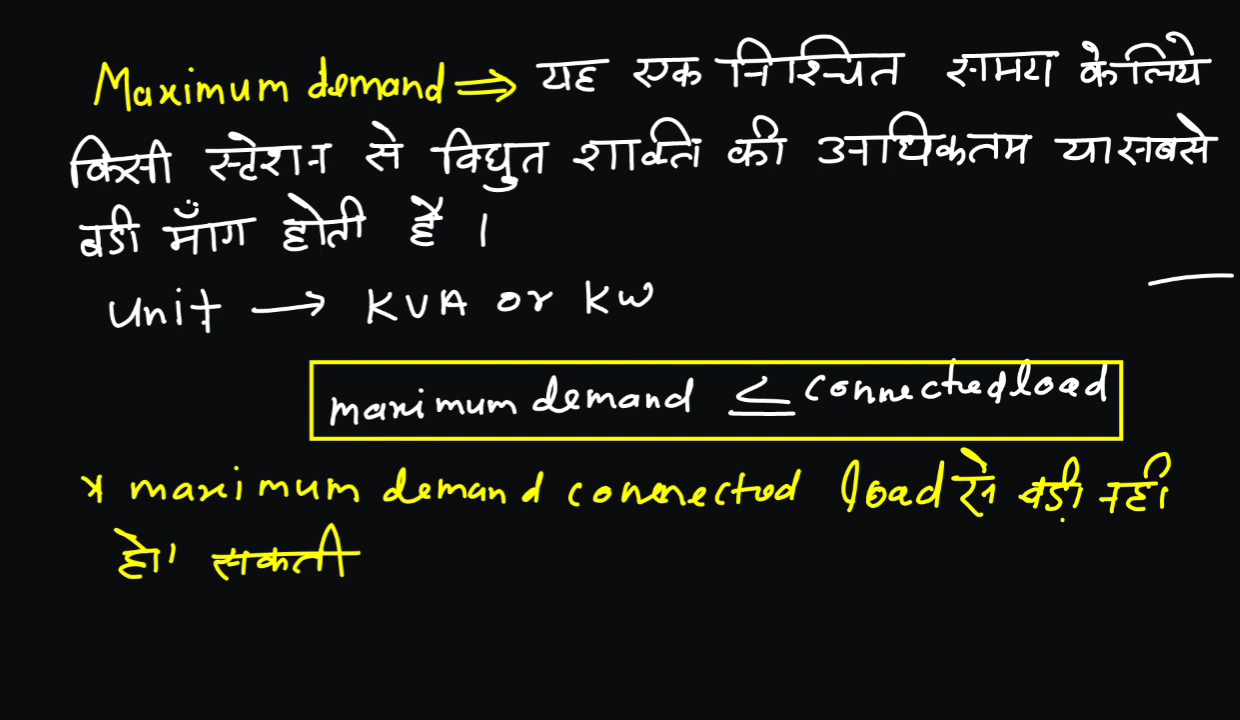 Maximum demand ⇒ यह एक निश्चित समय के लिये
किसी स्टेशन से विधुत शक्ति की अधिकतम या सबसे
बडी माँग होती है ।
Unit → KVA or KW
maximum demand ≤ connected load
* maximum demand connected load से बड़ी नही
हो सकती